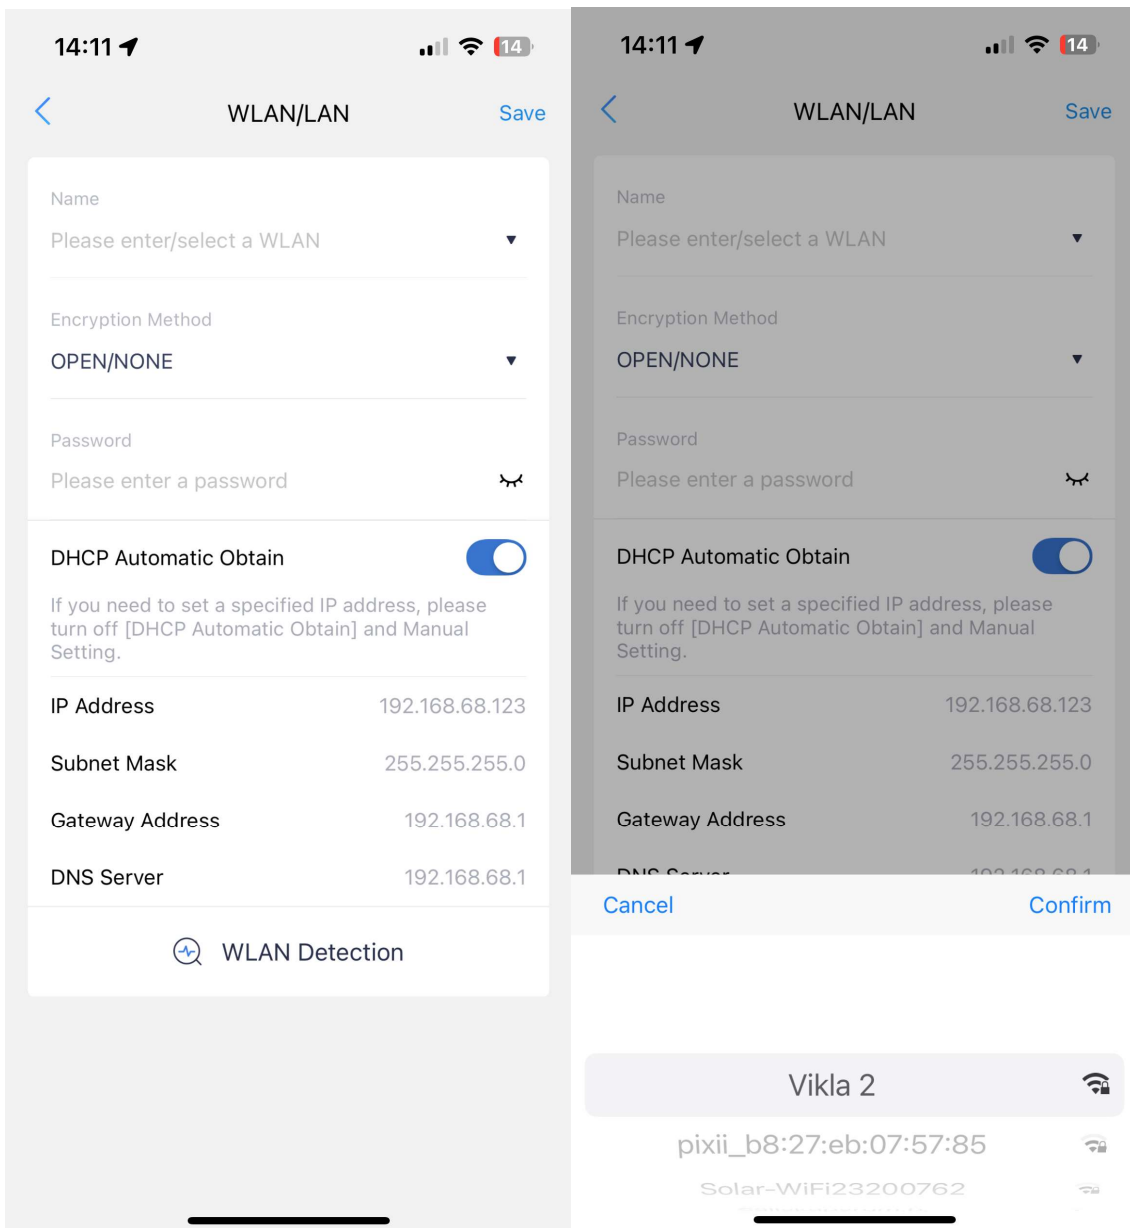 14:11
14
WLAN/LAN
Save
Name
Please enter/select a WLAN
Encryption Method
OPEN/NONE
Password
Please enter a password
DHCP Automatic Obtain
If you need to set a specified IP address, please
turn off [DHCP Automatic Obtain] and Manual
Setting.
IP Address 192.168.68.123
Subnet Mask 255.255.255.0
Gateway Address 192.168.68.1
DNS Server 192.168.68.1
WLAN Detection
14:11
14
WLAN/LAN
Save
Name
Please enter/select a WLAN
Encryption Method
OPEN/NONE
Password
Please enter a password
DHCP Automatic Obtain
If you need to set a specified IP address, please
turn off [DHCP Automatic Obtain] and Manual
Setting.
IP Address 192.168.68.123
Subnet Mask 255.255.255.0
Gateway Address 192.168.68.1
DNS Server 192.168.68.1
Cancel
Confirm
Vikla 2
pixii_b8:27:eb:07:57:85
Solar-WiFi23200762